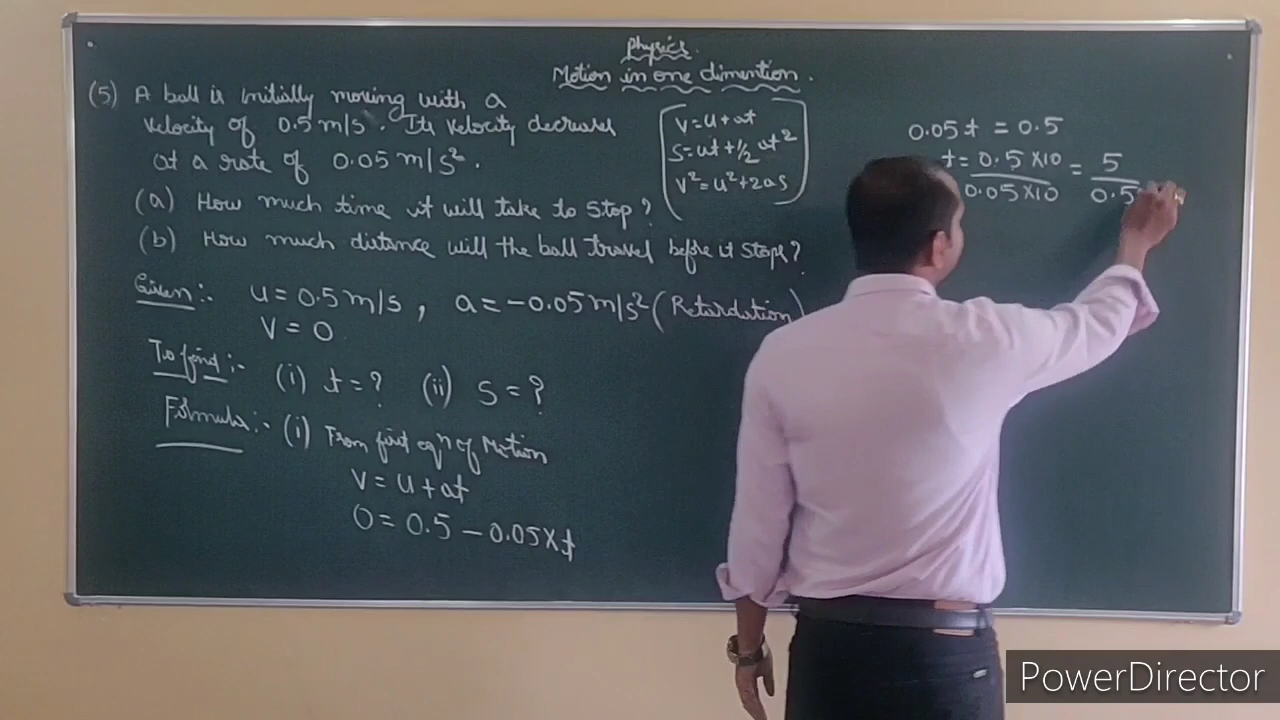 Physics.
Motion in one dimention.
(5) A ball is initially moving with a
velocity of 0.5 m/s. Its velocity decreases
at a rate of 0.05 m/s².
(a) How much time it will take to stop?
(b) How much distance will the ball travel before it stops?
Given:- u = 0.5 m/s, a = -0.05 m/s² (Retardation)
V = 0
To find:- (i) t = ? (ii) s = ?
Formula:- (i) From first eqⁿ of Motion
V = u + at
0 = 0.5 - 0.05 × t
V = u + at
S = ut + 1/2 at²
V² = u² + 2as
0.05 t = 0.5
t = 0.5 × 10 / 0.05 × 10 = 5 / 0.5
PowerDirector